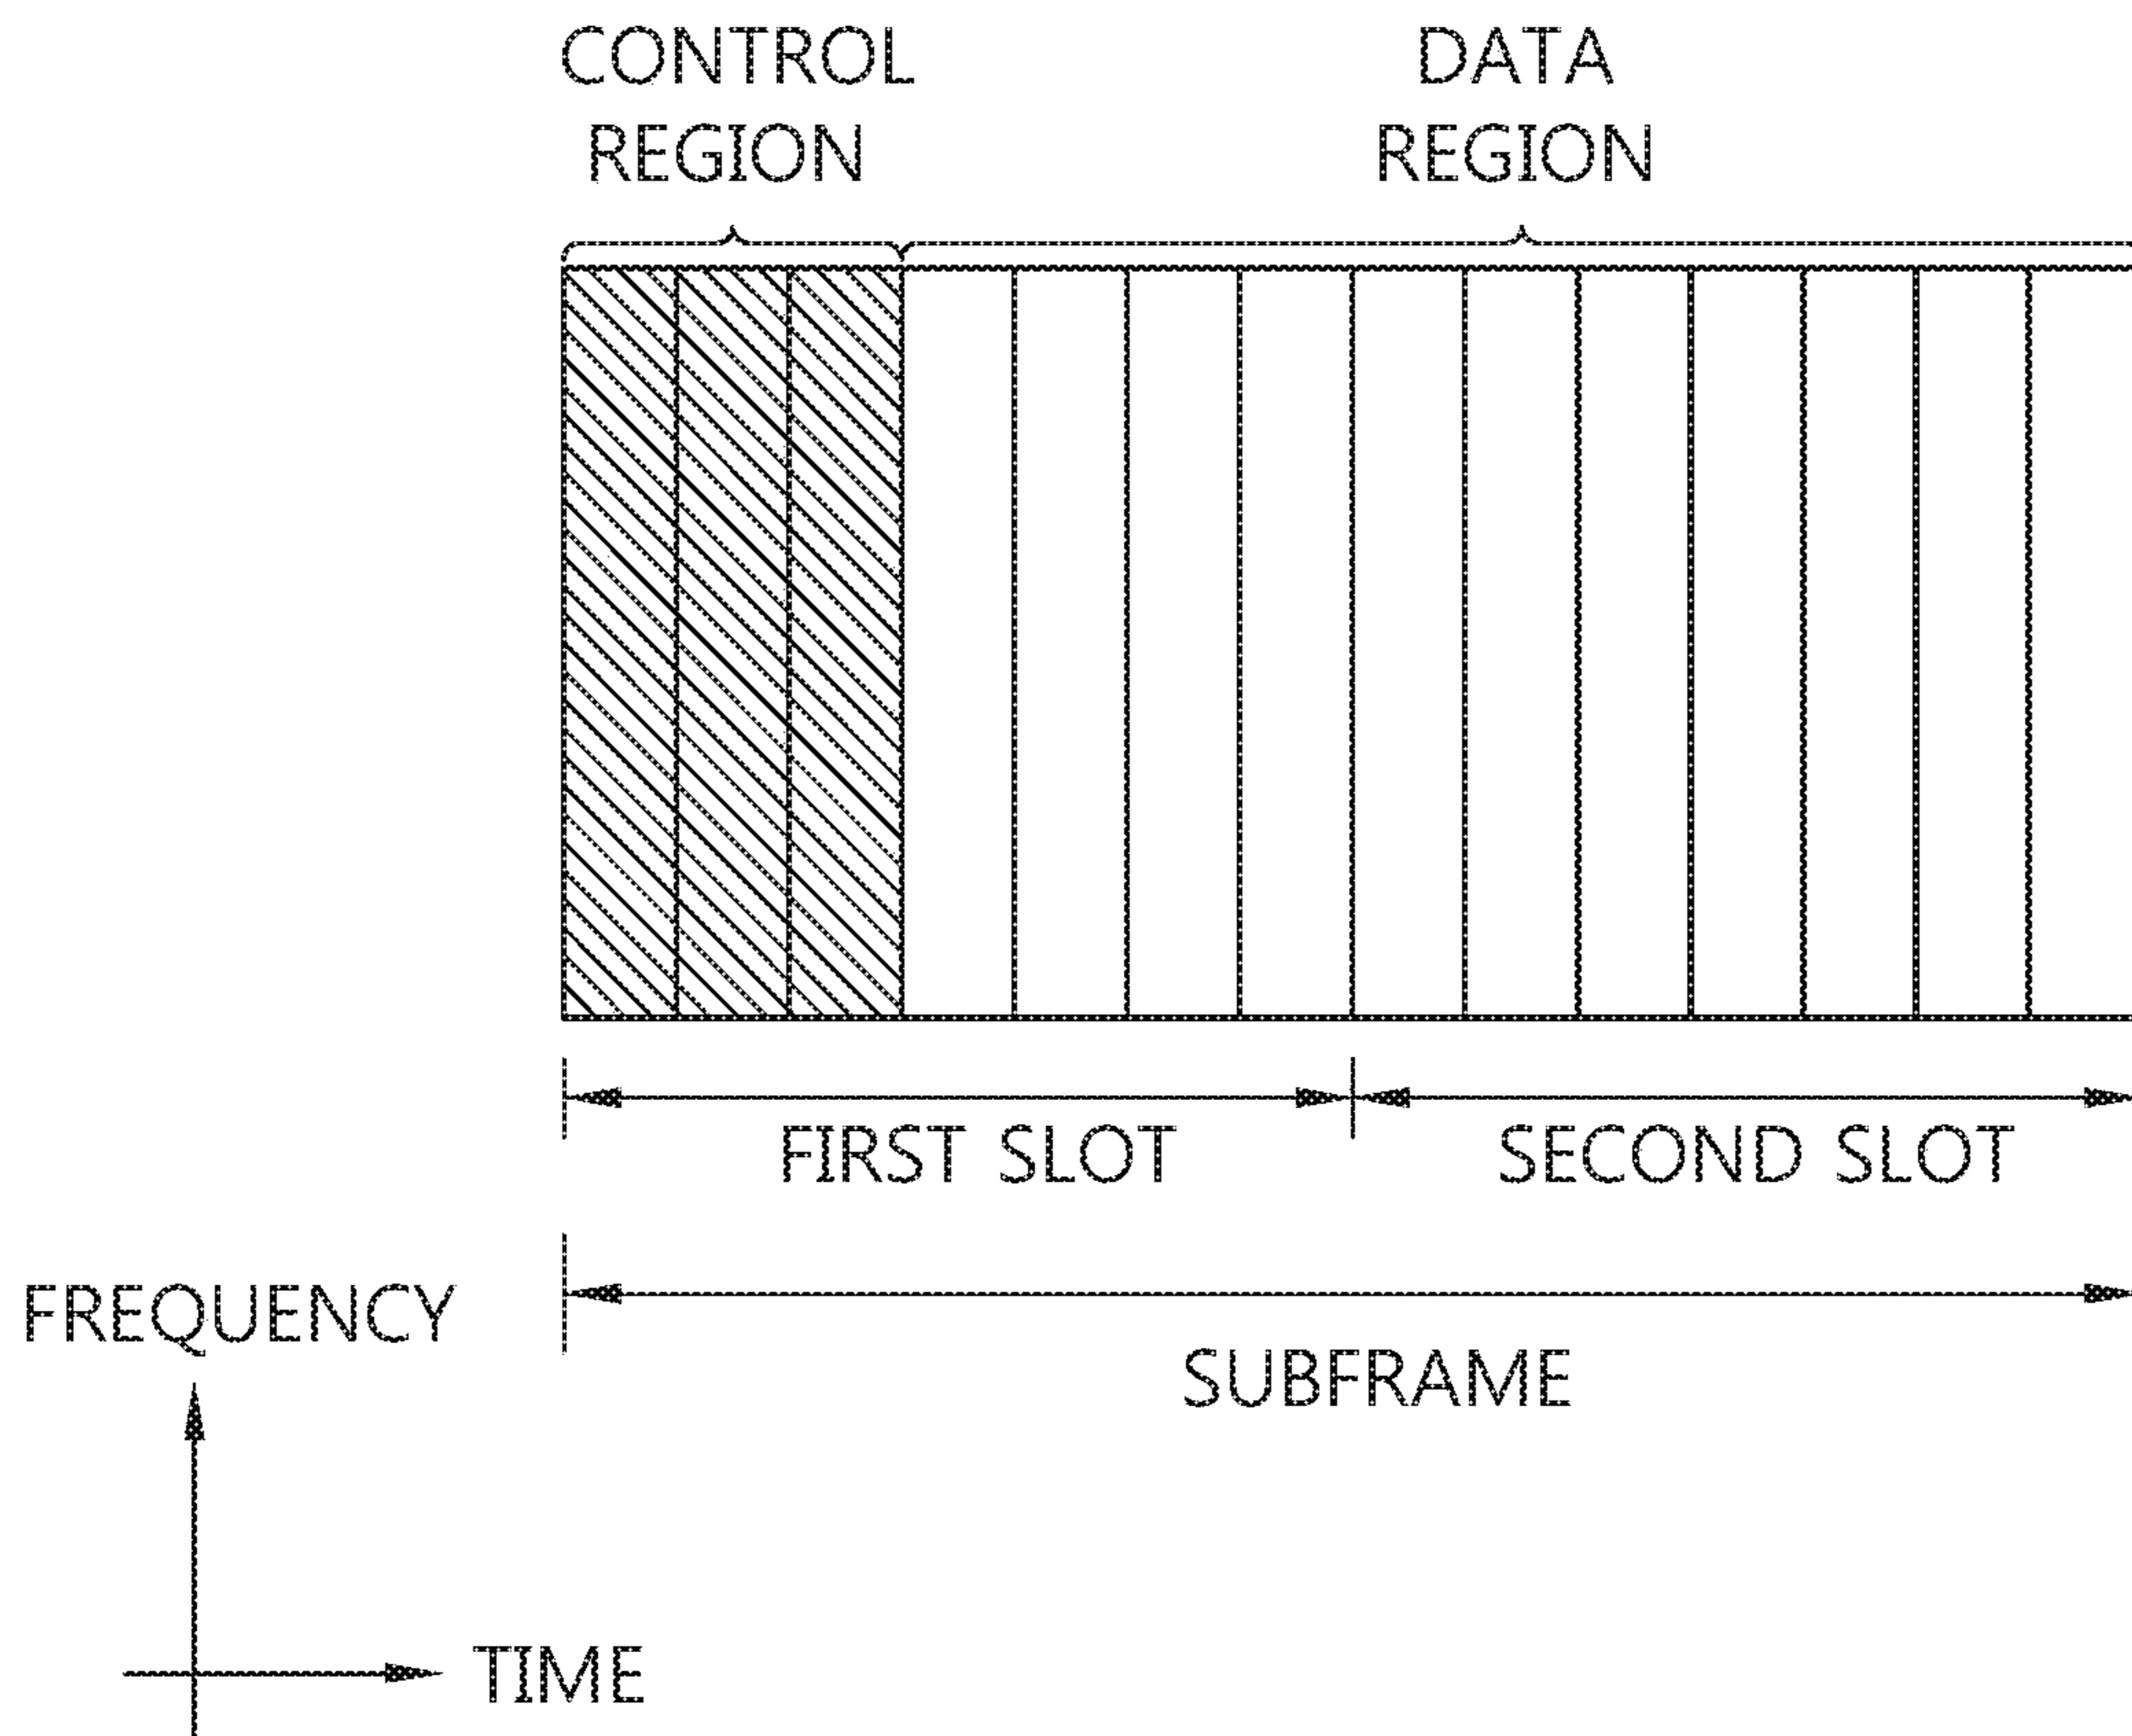 CONTROL
REGION
DATA
REGION
FIRST SLOT
SECOND SLOT
SUBFRAME
FREQUENCY
TIME